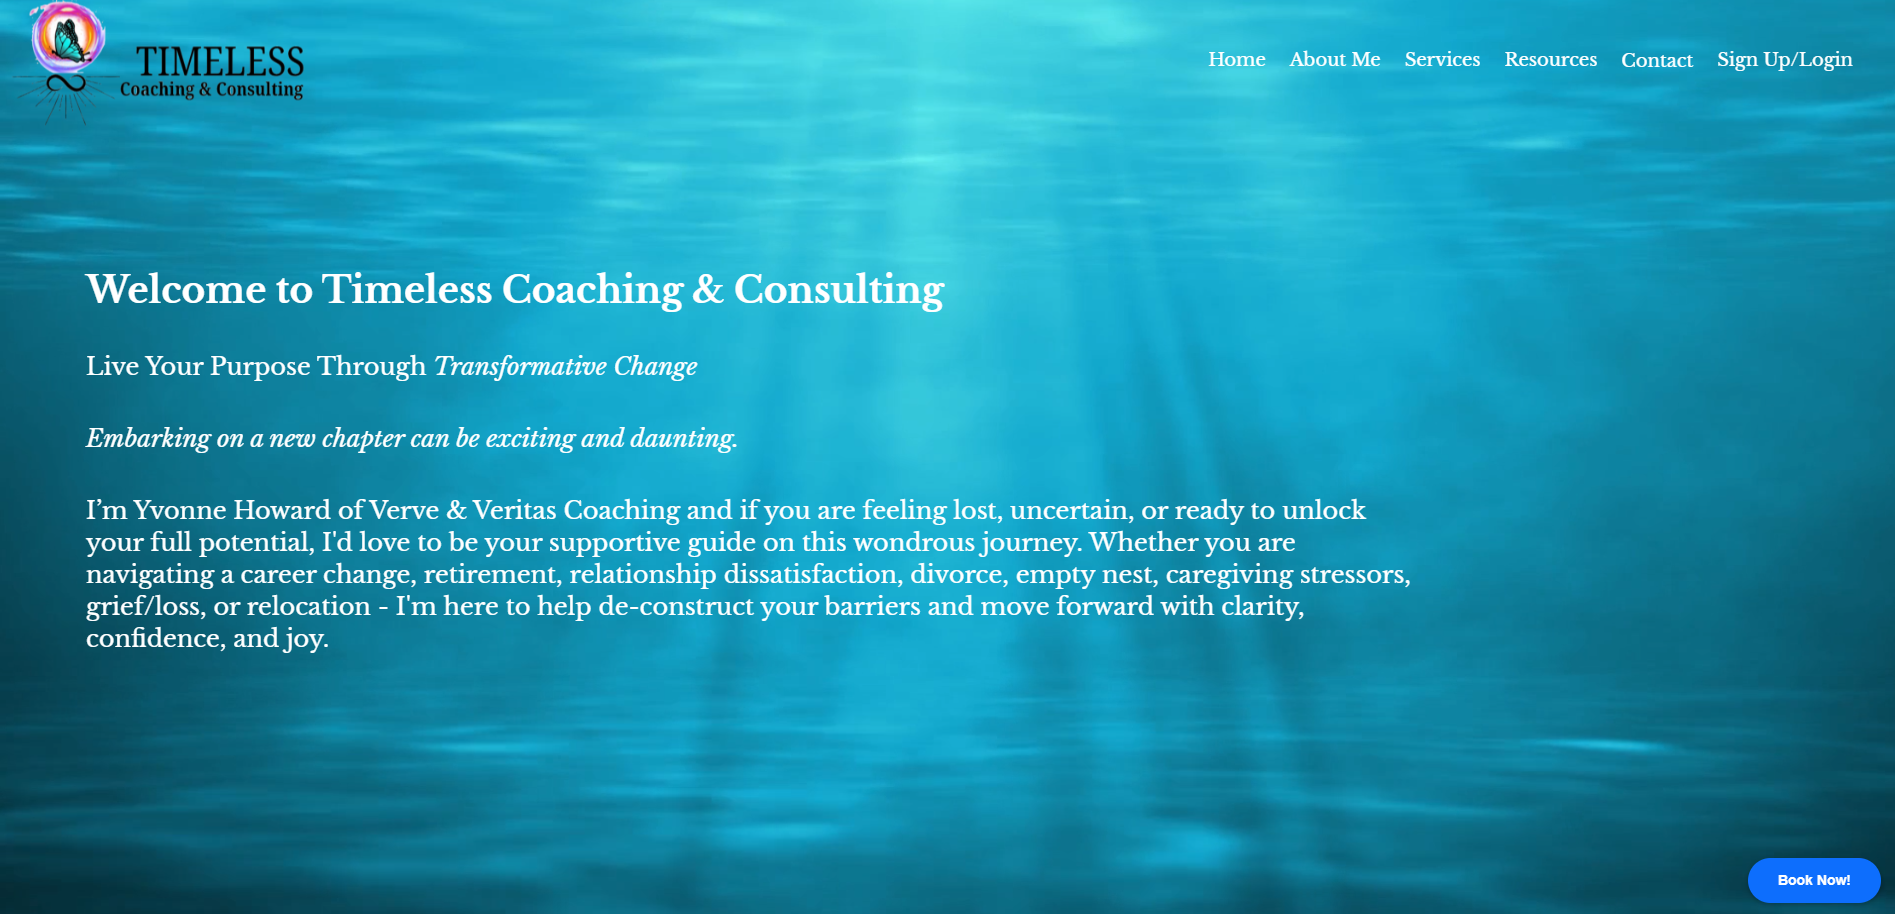 TIMELESS
Coaching & Consulting
Home About Me Services Resources Contact Sign Up/Login
Welcome to Timeless Coaching & Consulting
Live Your Purpose Through Transformative Change
Embarking on a new chapter can be exciting and daunting.
I’m Yvonne Howard of Verve & Veritas Coaching and if you are feeling lost, uncertain, or ready to unlock
your full potential, I'd love to be your supportive guide on this wondrous journey. Whether you are
navigating a career change, retirement, relationship dissatisfaction, divorce, empty nest, caregiving stressors,
grief/loss, or relocation - I'm here to help de-construct your barriers and move forward with clarity,
confidence, and joy.
Book Now!